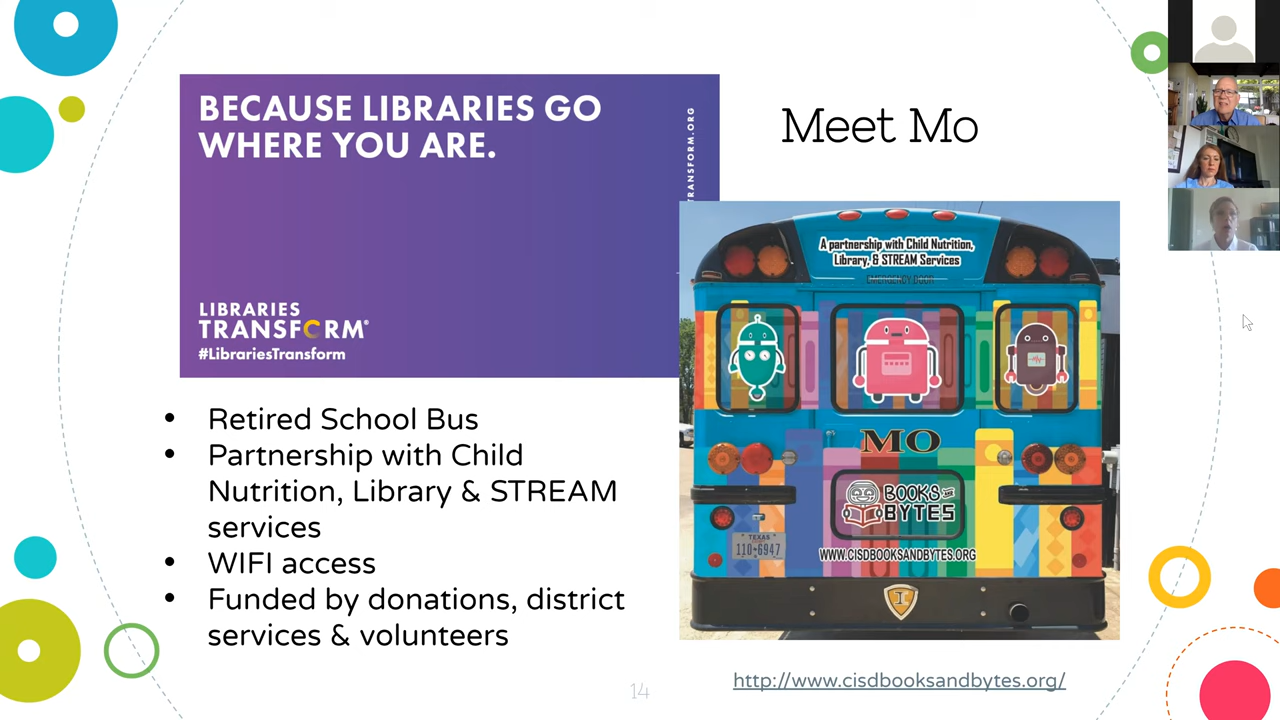 BECAUSE LIBRARIES GO
WHERE YOU ARE.
TRANSFORM.ORG
LIBRARIES
TRANSFORM®
#LibrariesTransform
Meet Mo
A partnership with Child Nutrition,
Library, & STREAM Services
EMERGENCY DOOR
MO
BOOKS
BYTES
TEXAS
110-6947
WWW.CISDBOOKSANDBYTES.ORG
I
• Retired School Bus
• Partnership with Child
Nutrition, Library & STREAM
services
• WIFI access
• Funded by donations, district
services & volunteers
14
http://www.cisdbooksandbytes.org/